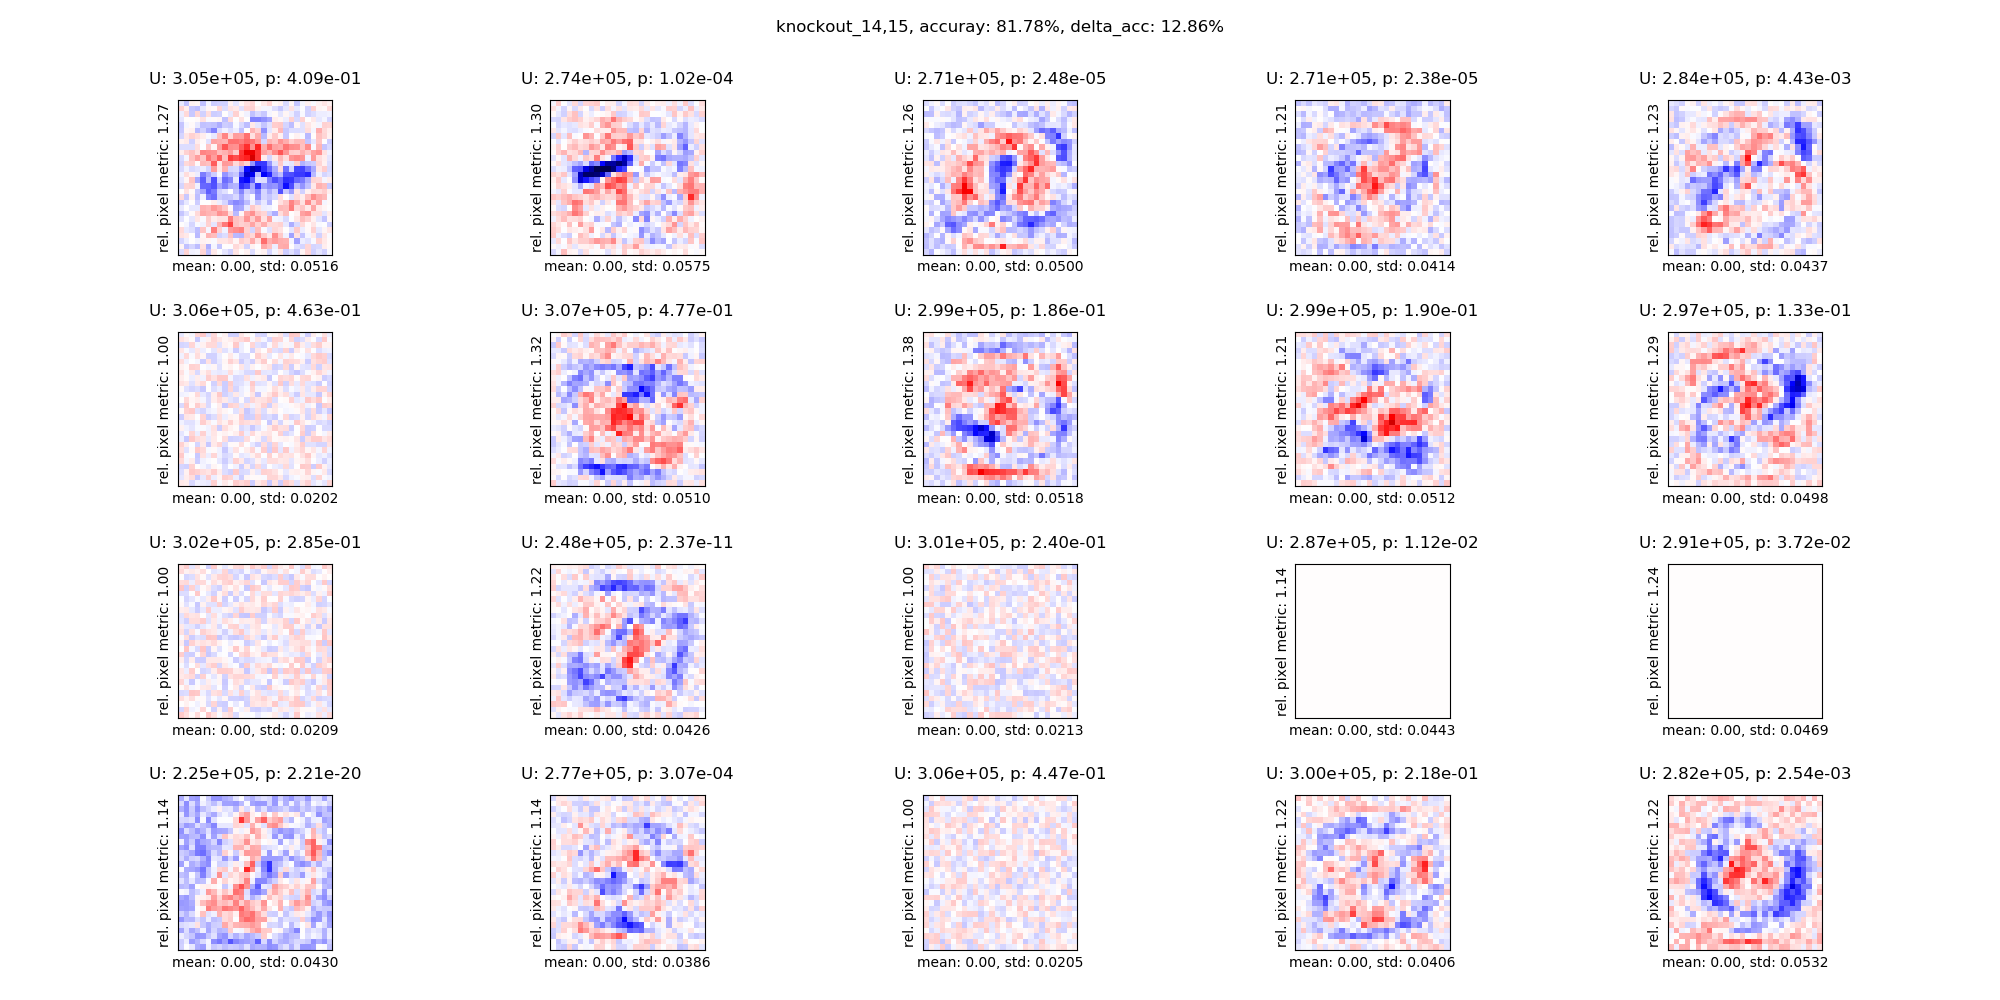 knockout_14,15, accuray: 81.78%, delta_acc: 12.86%
U: 3.05e+05, p: 4.09e-01
rel. pixel metric: 1.27
mean: 0.00, std: 0.0516
U: 2.74e+05, p: 1.02e-04
rel. pixel metric: 1.30
mean: 0.00, std: 0.0575
U: 2.71e+05, p: 2.48e-05
rel. pixel metric: 1.26
mean: 0.00, std: 0.0500
U: 2.71e+05, p: 2.38e-05
rel. pixel metric: 1.21
mean: 0.00, std: 0.0414
U: 2.84e+05, p: 4.43e-03
rel. pixel metric: 1.23
mean: 0.00, std: 0.0437
U: 3.06e+05, p: 4.63e-01
rel. pixel metric: 1.00
mean: 0.00, std: 0.0202
U: 3.07e+05, p: 4.77e-01
rel. pixel metric: 1.32
mean: 0.00, std: 0.0510
U: 2.99e+05, p: 1.86e-01
rel. pixel metric: 1.38
mean: 0.00, std: 0.0518
U: 2.99e+05, p: 1.90e-01
rel. pixel metric: 1.21
mean: 0.00, std: 0.0512
U: 2.97e+05, p: 1.33e-01
rel. pixel metric: 1.29
mean: 0.00, std: 0.0498
U: 3.02e+05, p: 2.85e-01
rel. pixel metric: 1.00
mean: 0.00, std: 0.0209
U: 2.48e+05, p: 2.37e-11
rel. pixel metric: 1.22
mean: 0.00, std: 0.0426
U: 3.01e+05, p: 2.40e-01
rel. pixel metric: 1.00
mean: 0.00, std: 0.0213
U: 2.87e+05, p: 1.12e-02
rel. pixel metric: 1.14
mean: 0.00, std: 0.0443
U: 2.91e+05, p: 3.72e-02
rel. pixel metric: 1.24
mean: 0.00, std: 0.0469
U: 2.25e+05, p: 2.21e-20
rel. pixel metric: 1.14
mean: 0.00, std: 0.0430
U: 2.77e+05, p: 3.07e-04
rel. pixel metric: 1.14
mean: 0.00, std: 0.0386
U: 3.06e+05, p: 4.47e-01
rel. pixel metric: 1.00
mean: 0.00, std: 0.0205
U: 3.00e+05, p: 2.18e-01
rel. pixel metric: 1.22
mean: 0.00, std: 0.0406
U: 2.82e+05, p: 2.54e-03
rel. pixel metric: 1.22
mean: 0.00, std: 0.0532